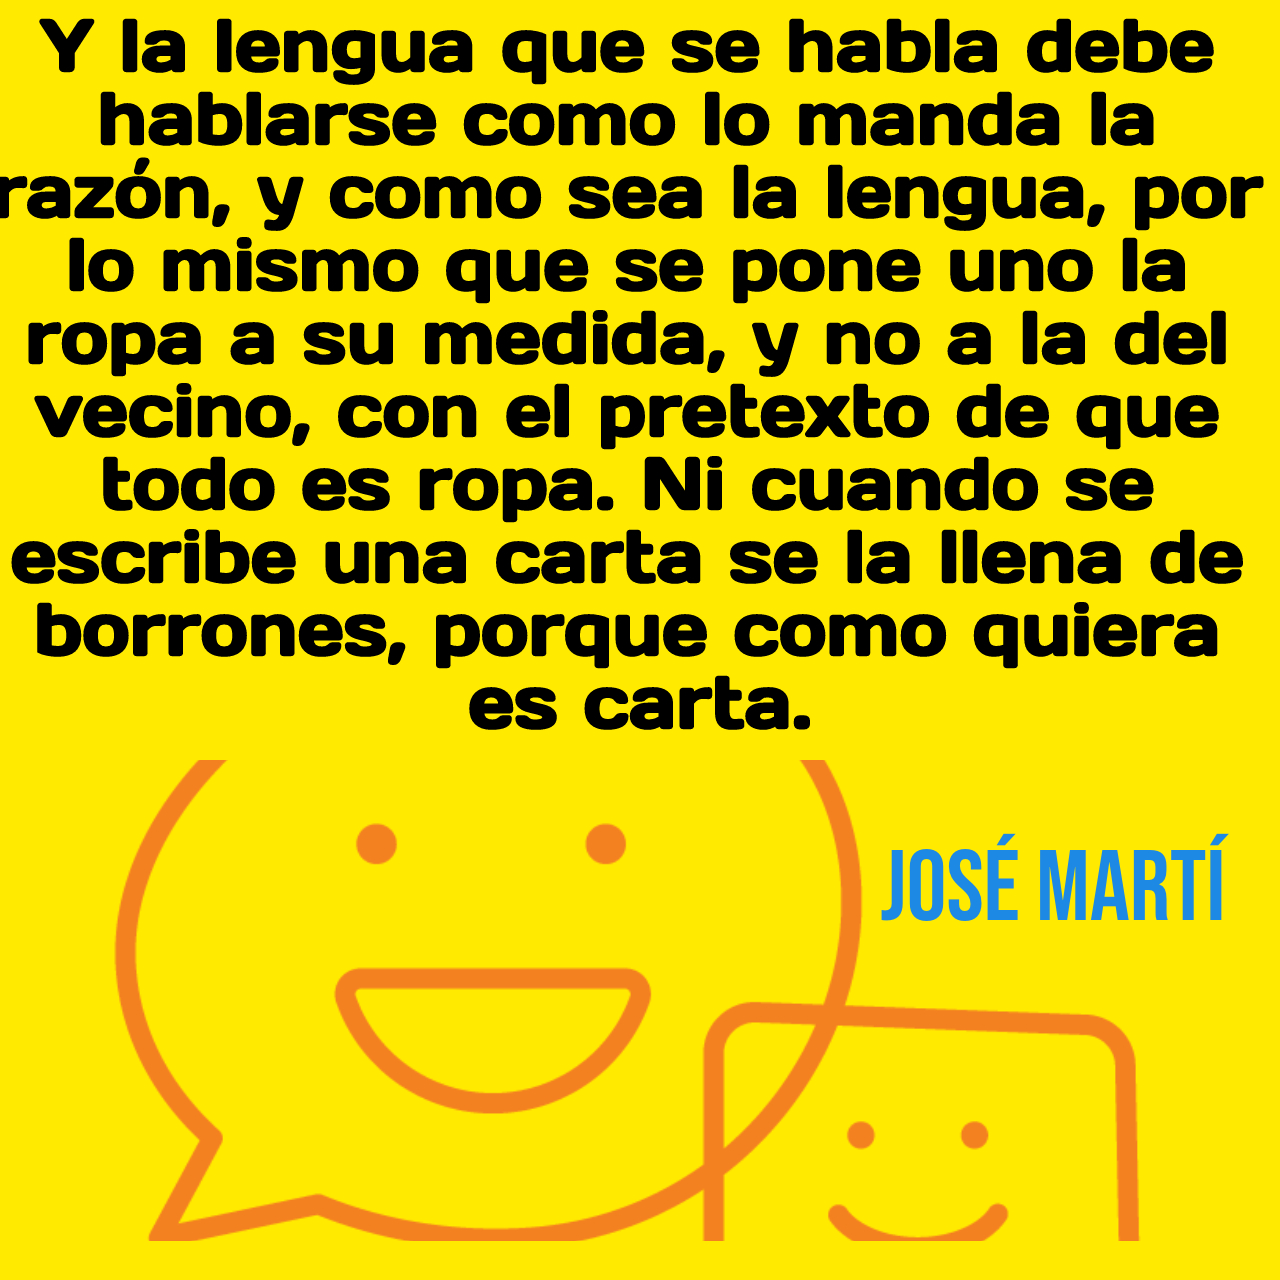 Y la lengua que se habla debe
hablarse como lo manda la
razón, y como sea la lengua, por
lo mismo que se pone uno la
ropa a su medida, y no a la del
vecino, con el pretexto de que
todo es ropa. Ni cuando se
escribe una carta se la llena de
borrones, porque como quiera
es carta.
JOSÉ MARTÍ